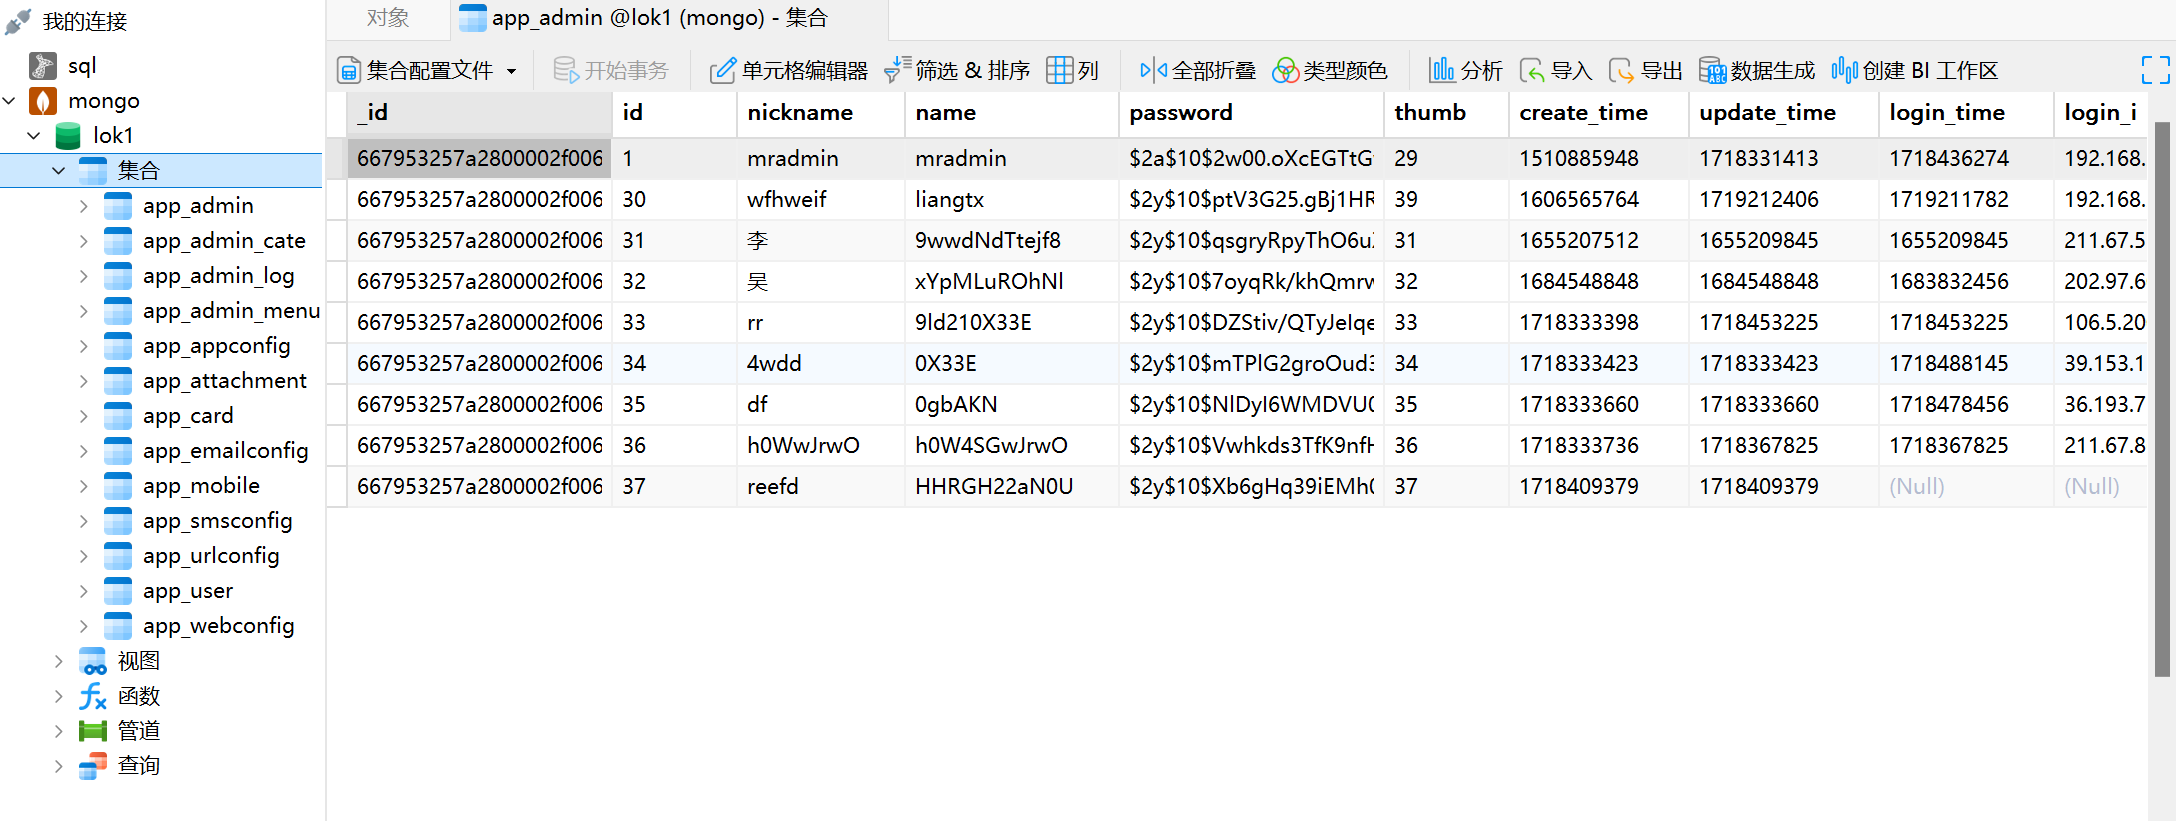 我的连接
sql
mongo
lok1
集合
app_admin
app_admin_cate
app_admin_log
app_admin_menu
app_appconfig
app_attachment
app_card
app_emailconfig
app_mobile
app_smsconfig
app_urlconfig
app_user
app_webconfig
视图
函数
管道
查询
对象 app_admin @lok1 (mongo) - 集合
集合配置文件 开始事务 单元格编辑器 筛选 & 排序 列 全部折叠 类型颜色 分析 导入 导出 数据生成 创建 BI 工作区
_id id nickname name password thumb create_time update_time login_time login_i
667953257a2800002f006 1 mradmin mradmin $2a$10$2w00.oXcEGTtG 29 1510885948 1718331413 1718436274 192.168.
667953257a2800002f006 30 wfhweif liangtx $2y$10$ptV3G25.gBj1HR 39 1606565764 1719212406 1719211782 192.168.
667953257a2800002f006 31 李 9wwdNdTtejf8 $2y$10$qsgryRpyThO6u 31 1655207512 1655209845 1655209845 211.67.5
667953257a2800002f006 32 吴 xYpMLuROhNl $2y$10$7oyqRk/khQmrw 32 1684548848 1684548848 1683832456 202.97.6
667953257a2800002f006 33 rr 9ld210X33E $2y$10$DZStiv/QTyJeIqe 33 1718333398 1718453225 1718453225 106.5.20
667953257a2800002f006 34 4wdd 0X33E $2y$10$mTPlG2groOud3 34 1718333423 1718333423 1718488145 39.153.1
667953257a2800002f006 35 df 0gbAKN $2y$10$NlDyI6WMDVU0 35 1718333660 1718333660 1718478456 36.193.7
667953257a2800002f006 36 h0WwJrwO h0W4SGwJrwO $2y$10$Vwhkds3TfK9nfH 36 1718333736 1718367825 1718367825 211.67.8
667953257a2800002f006 37 reefd HHRGH22aN0U $2y$10$Xb6gHq39iEMh0 37 1718409379 1718409379 (Null) (Null)